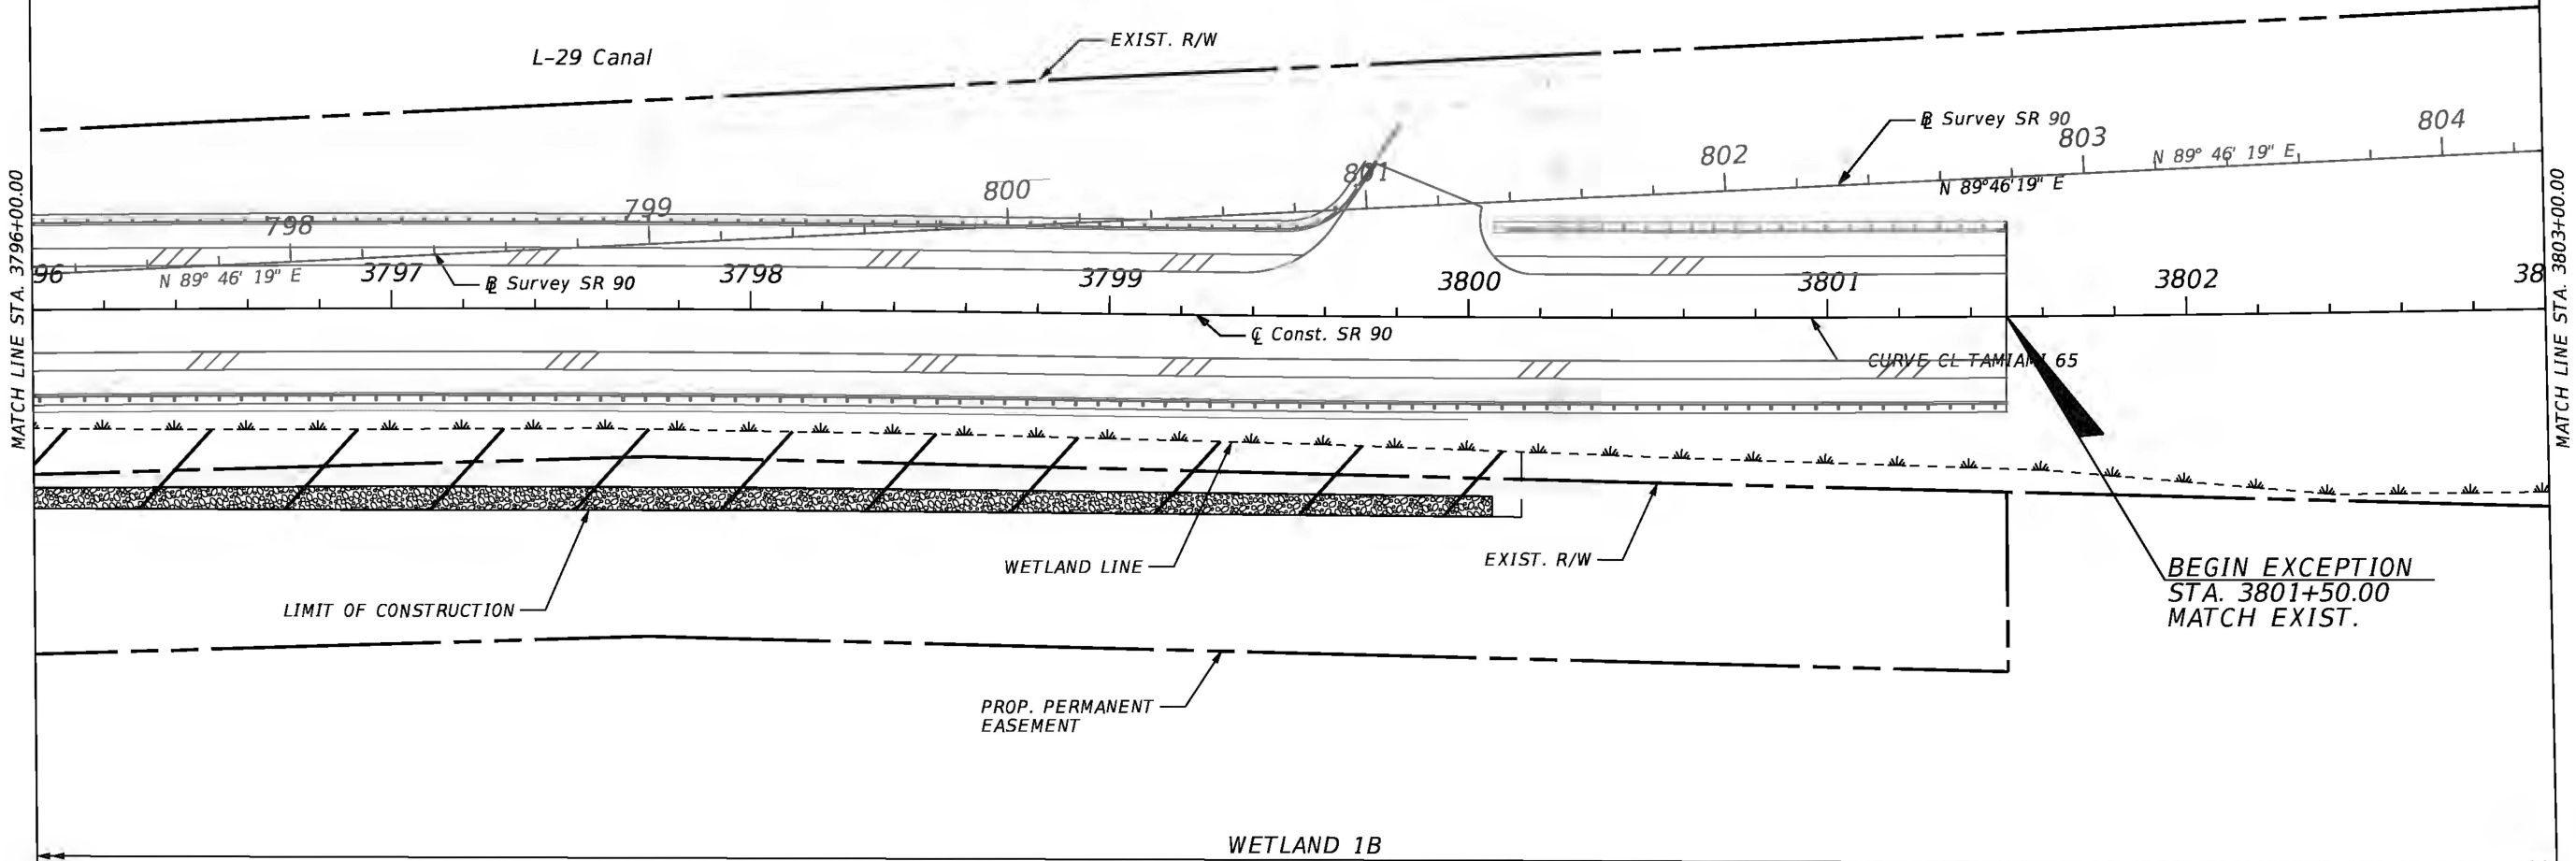 L-29 Canal
EXIST. R/W
MATCH LINE STA. 3796+00.00
MATCH LINE STA. 3803+00.00
798
799
800
801
802
803
804
℄ Survey SR 90
N 89° 46' 19" E
N 89°46'19" E
96
3797
3798
3799
3800
3801
3802
38
N 89° 46' 19" E
℄ Survey SR 90
℄ Const. SR 90
CURVE CL TAMIAMI 65
WETLAND LINE
EXIST. R/W
LIMIT OF CONSTRUCTION
BEGIN EXCEPTION
STA. 3801+50.00
MATCH EXIST.
PROP. PERMANENT
EASEMENT
WETLAND 1B